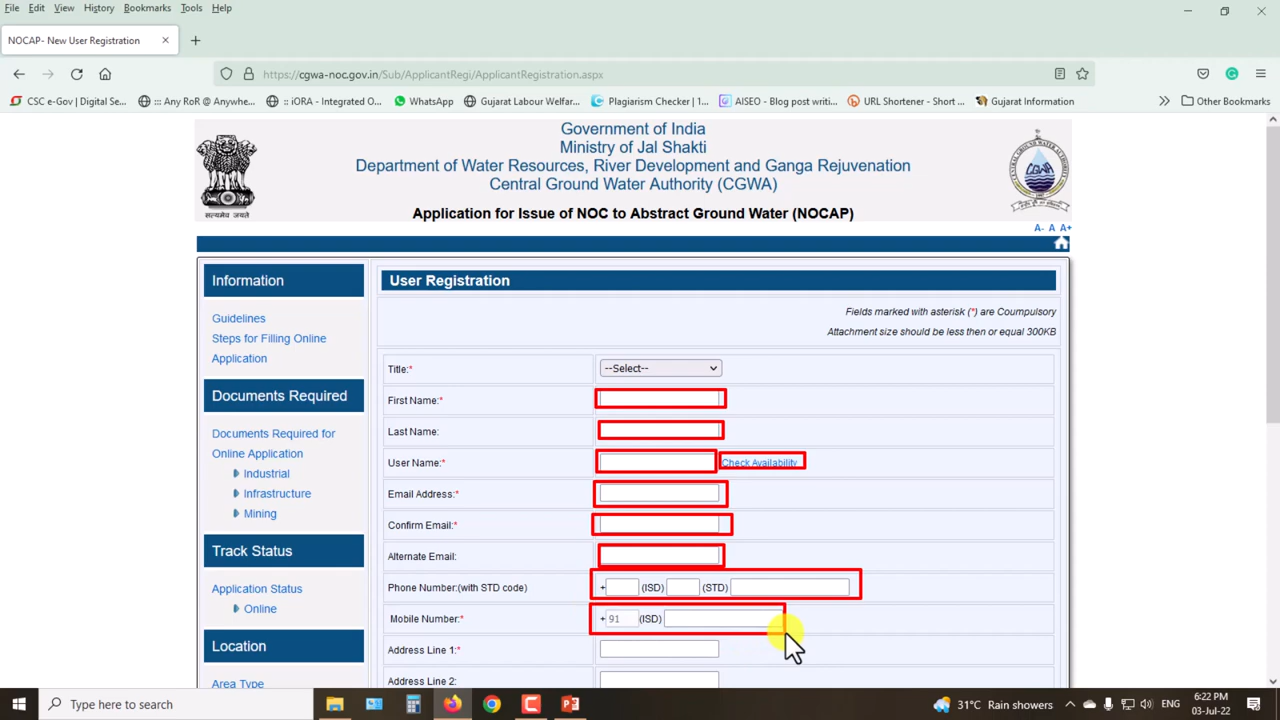 File Edit View History Bookmarks Tools Help
NOCAP- New User Registration
https://cgwa-noc.gov.in/Sub/ApplicantRegi/ApplicantRegistration.aspx
CSC e-Gov | Digital Se... ::: Any RoR @ Anywhe... :: iORA - Integrated O... WhatsApp Gujarat Labour Welfar... Plagiarism Checker | 1... AISEO - Blog post writi... URL Shortener - Short ... Gujarat Information Other Bookmarks
Government of India
Ministry of Jal Shakti
Department of Water Resources, River Development and Ganga Rejuvenation
Central Ground Water Authority (CGWA)
Application for Issue of NOC to Abstract Ground Water (NOCAP)
सत्यमेव जयते
A- A A+
Information
Guidelines
Steps for Filling Online
Application
Documents Required
Documents Required for
Online Application
Industrial
Infrastructure
Mining
Track Status
Application Status
Online
Location
Area Type
User Registration
Fields marked with asterisk (*) are Coumpulsory
Attachment size should be less then or equal 300KB
Title:* --Select--
First Name:*
Last Name:
User Name:* Check Availability
Email Address:*
Confirm Email:*
Alternate Email:
Phone Number:(with STD code) + (ISD) (STD)
Mobile Number:* + 91 (ISD)
Address Line 1:*
Address Line 2:
Type here to search
31°C Rain showers
ENG
6:22 PM
03-Jul-22